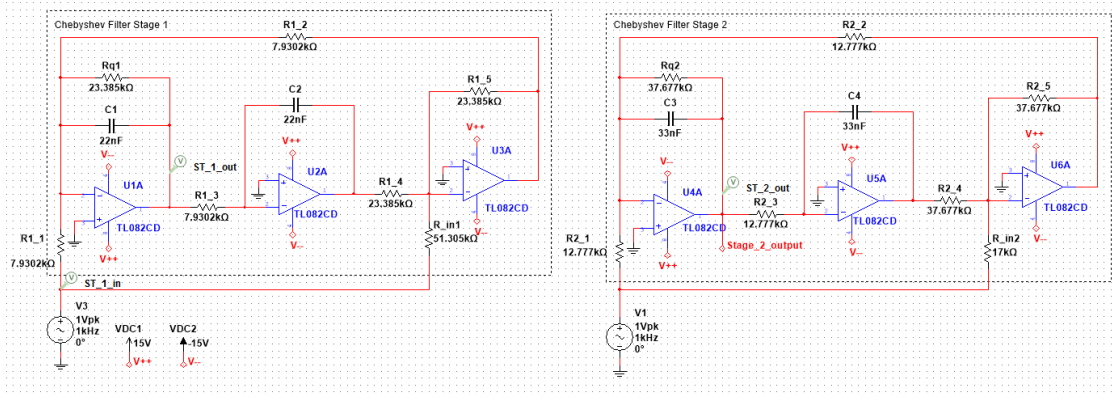 Chebyshev Filter Stage 1
R1_2
7.9302kΩ
Rq1
23.385kΩ
C1
22nF
V--
U1A
TL082CD
V++
R1_1
7.9302kΩ
ST_1_out
R1_3
7.9302kΩ
C2
22nF
V++
U2A
TL082CD
V--
R1_4
23.385kΩ
R1_5
23.385kΩ
V++
U3A
TL082CD
V--
R_in1
51.305kΩ
ST_1_in
V3
1Vpk
1kHz
0°
VDC1
15V
V++
VDC2
-15V
V--
Chebyshev Filter Stage 2
R2_2
12.777kΩ
Rq2
37.677kΩ
C3
33nF
V--
U4A
TL082CD
V++
R2_1
12.777kΩ
ST_2_out
R2_3
12.777kΩ
Stage_2_output
C4
33nF
V++
U5A
TL082CD
V--
R2_4
37.677kΩ
R2_5
37.677kΩ
V++
U6A
TL082CD
V--
R_in2
17kΩ
V1
1Vpk
1kHz
0°